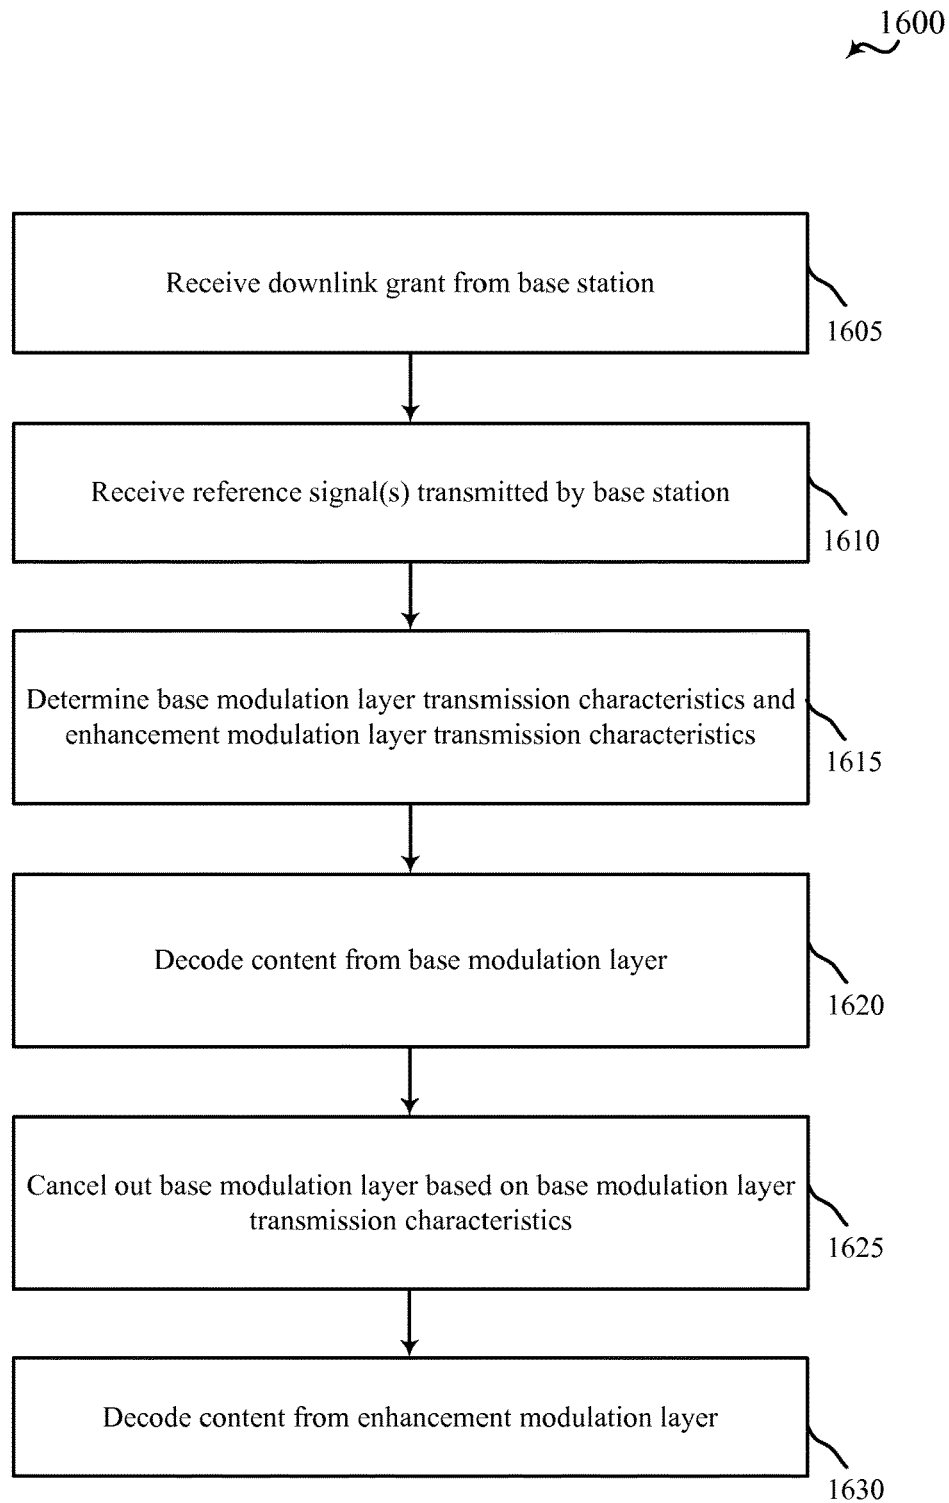 1600
Receive downlink grant from base station
1605
Receive reference signal(s) transmitted by base station
1610
Determine base modulation layer transmission characteristics and
enhancement modulation layer transmission characteristics
1615
Decode content from base modulation layer
1620
Cancel out base modulation layer based on base modulation layer
transmission characteristics
1625
Decode content from enhancement modulation layer
1630